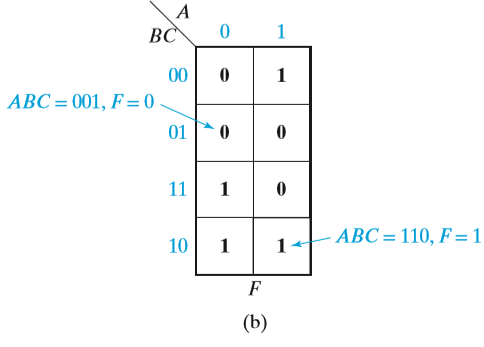 A
BC 0 1
00 0 1
ABC = 001, F = 0
01 0 0
11 1 0
10 1 1
ABC = 110, F = 1
F
(b)